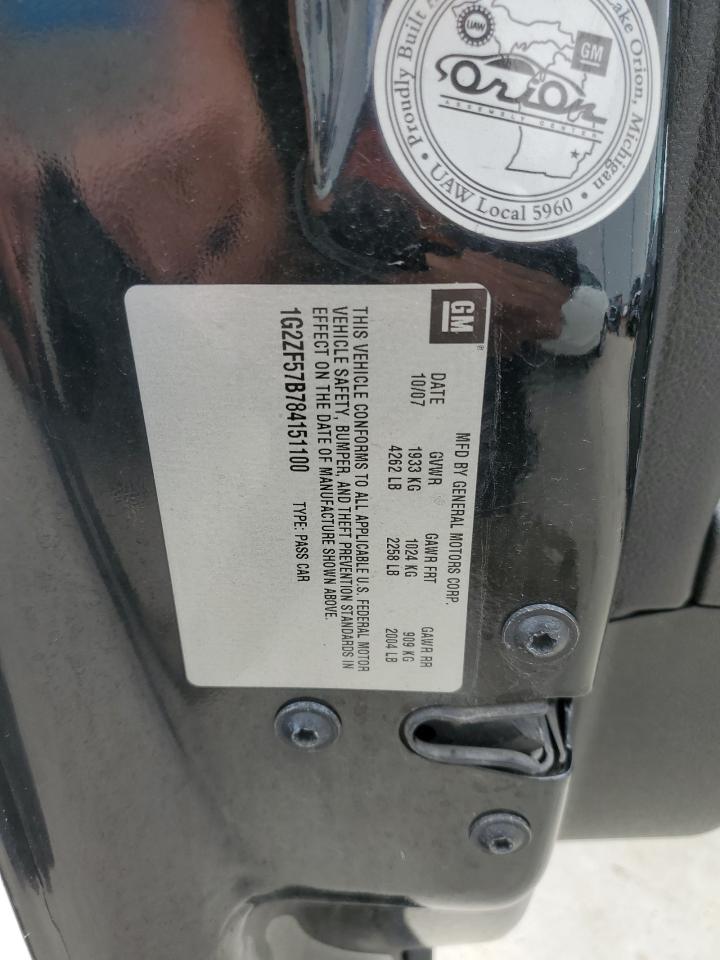 Proudly Built A
Lake Orion, Michigan
UAW
GM
Orion
ASSEMBLY CENTER
• UAW Local 5960 •
GM
®
MFD BY GENERAL MOTORS CORP.
DATE GVWR GAWR FRT GAWR RR
10/07 1933 KG 1024 KG 909 KG
4262 LB 2258 LB 2004 LB
THIS VEHICLE CONFORMS TO ALL APPLICABLE U.S. FEDERAL MOTOR
VEHICLE SAFETY, BUMPER, AND THEFT PREVENTION STANDARDS IN
EFFECT ON THE DATE OF MANUFACTURE SHOWN ABOVE.
1G2ZF57B784151100 TYPE: PASS CAR